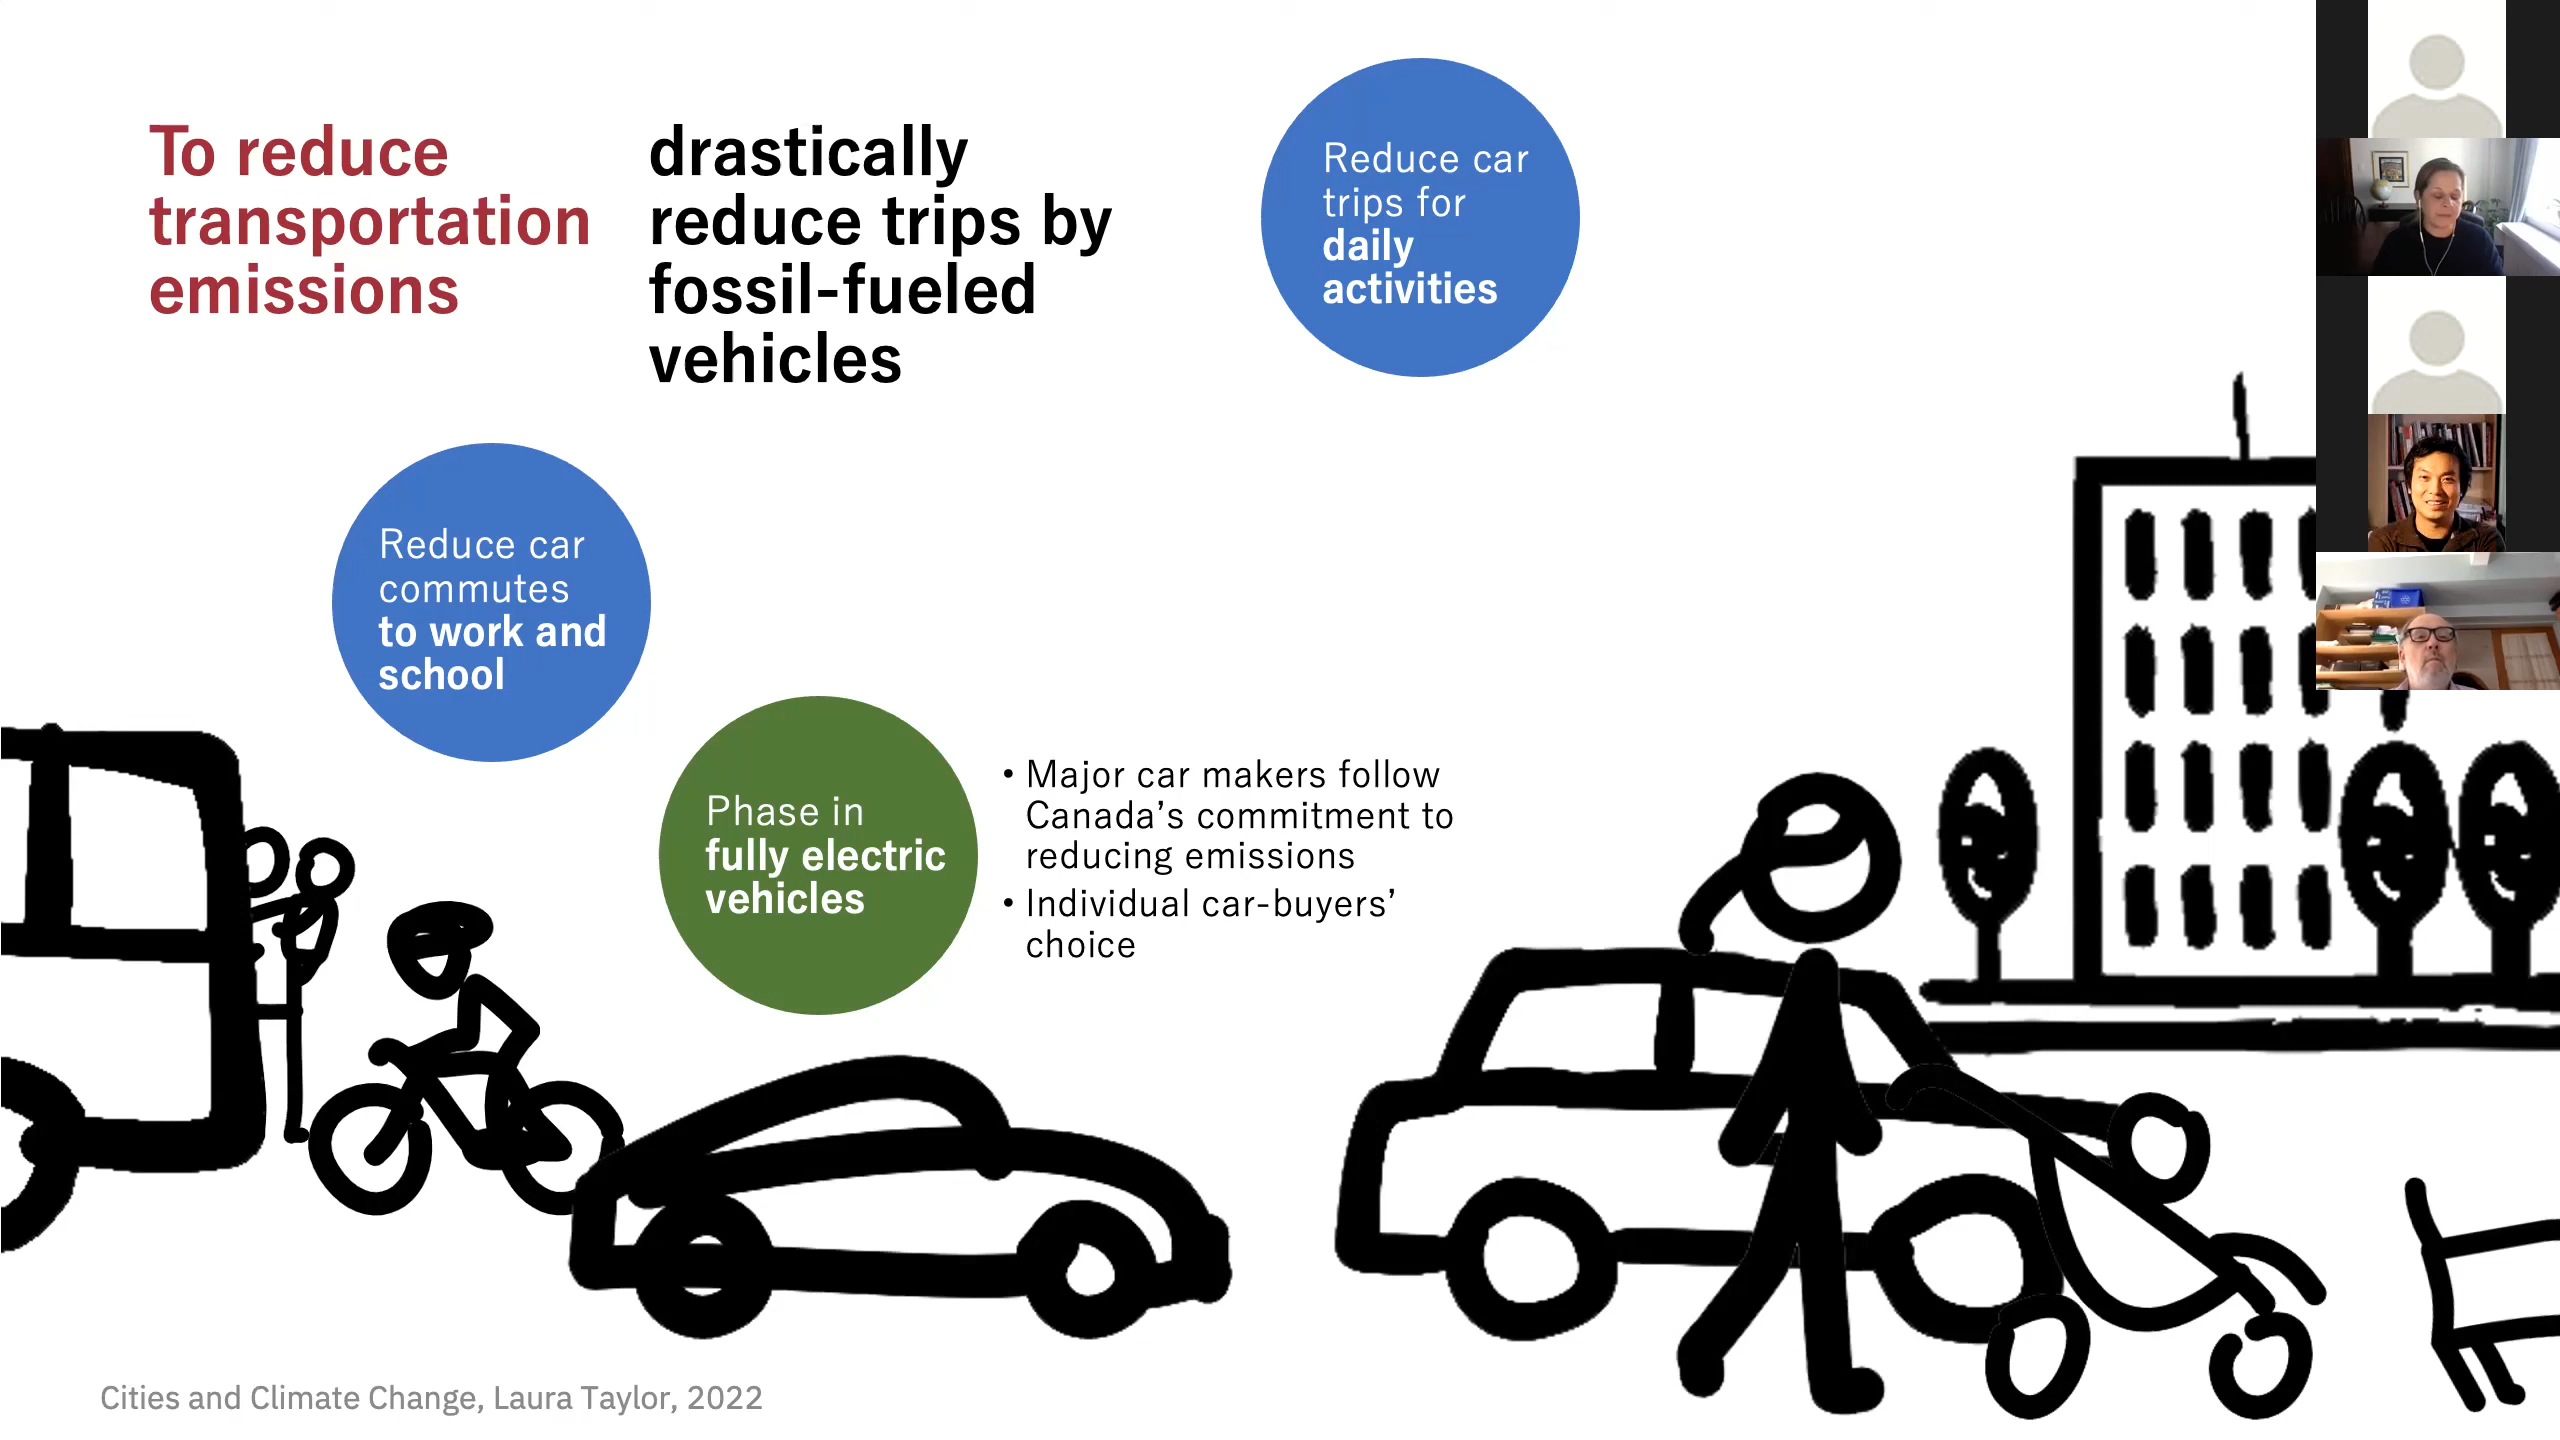 To reduce
transportation
emissions
drastically
reduce trips by
fossil-fueled
vehicles
Reduce car
trips for
daily
activities
Reduce car
commutes
to work and
school
Phase in
fully electric
vehicles
• Major car makers follow
Canada’s commitment to
reducing emissions
• Individual car-buyers’
choice
Cities and Climate Change, Laura Taylor, 2022